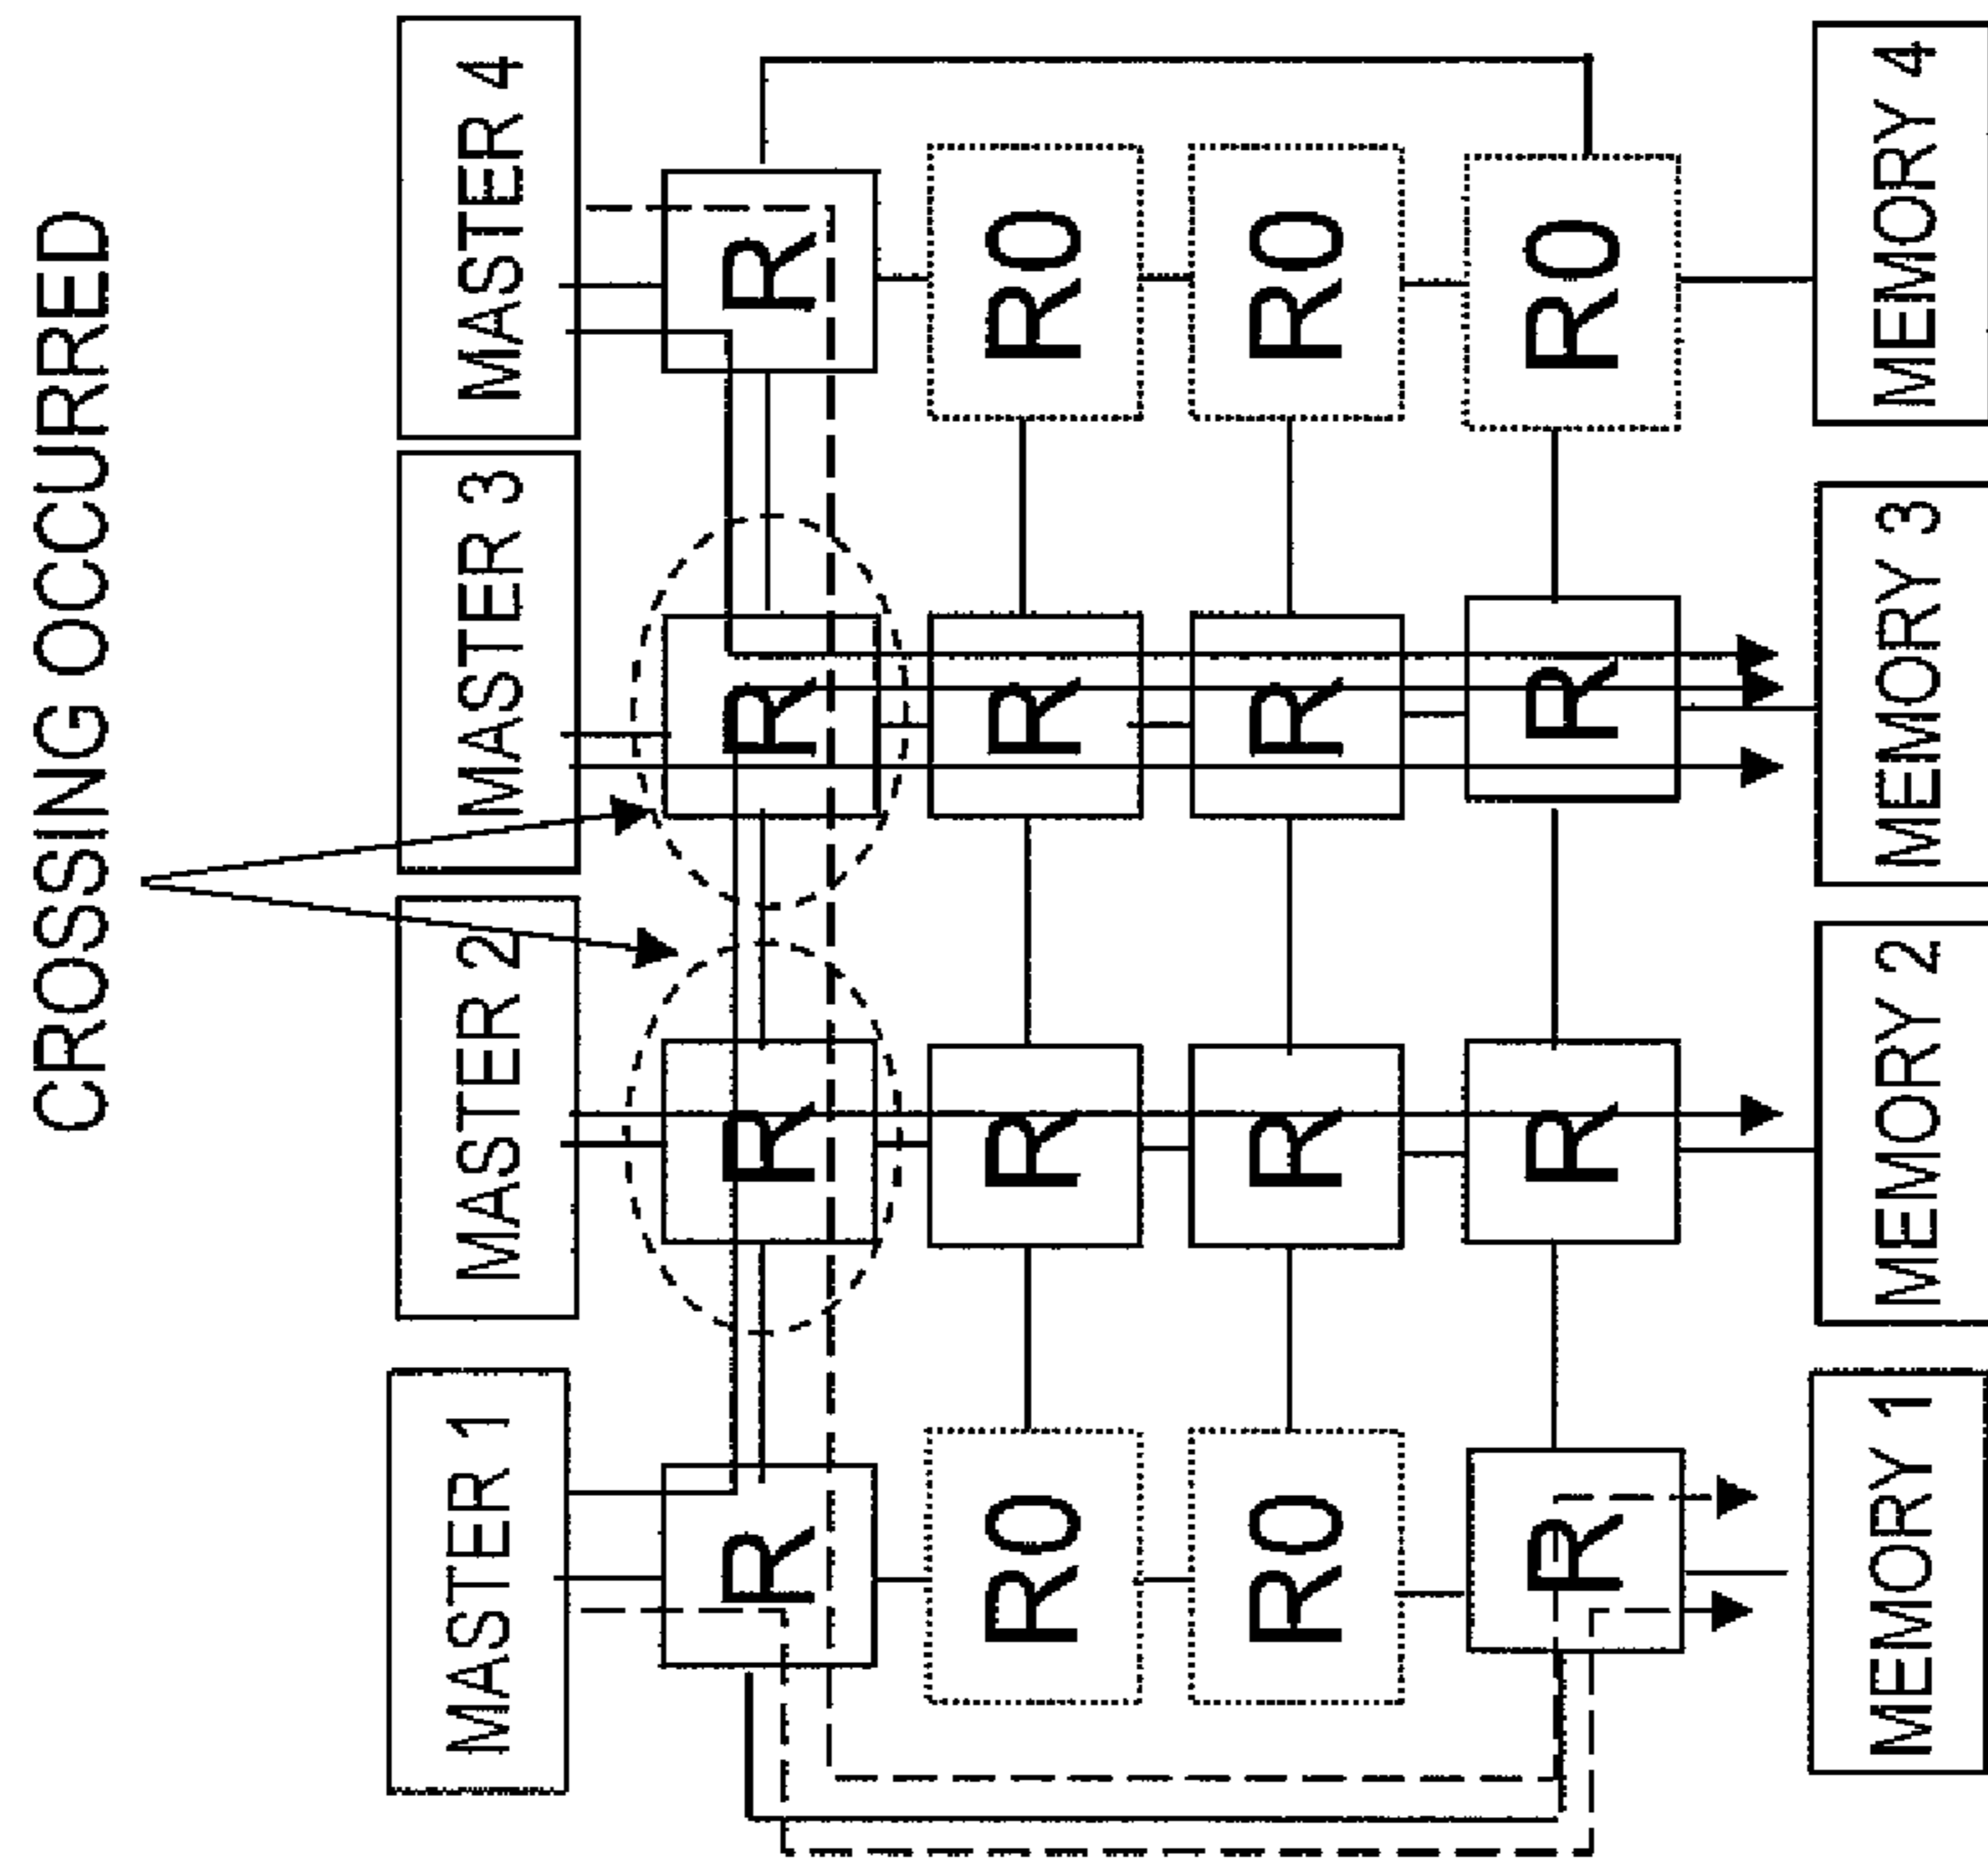 CROSSING OCCURRED
MASTER 1
MASTER 2
MASTER 3
MASTER 4
R
R
R
R
R0
R
R
R0
R0
R
R
R0
R
R
R
R0
MEMORY 1
MEMORY 2
MEMORY 3
MEMORY 4